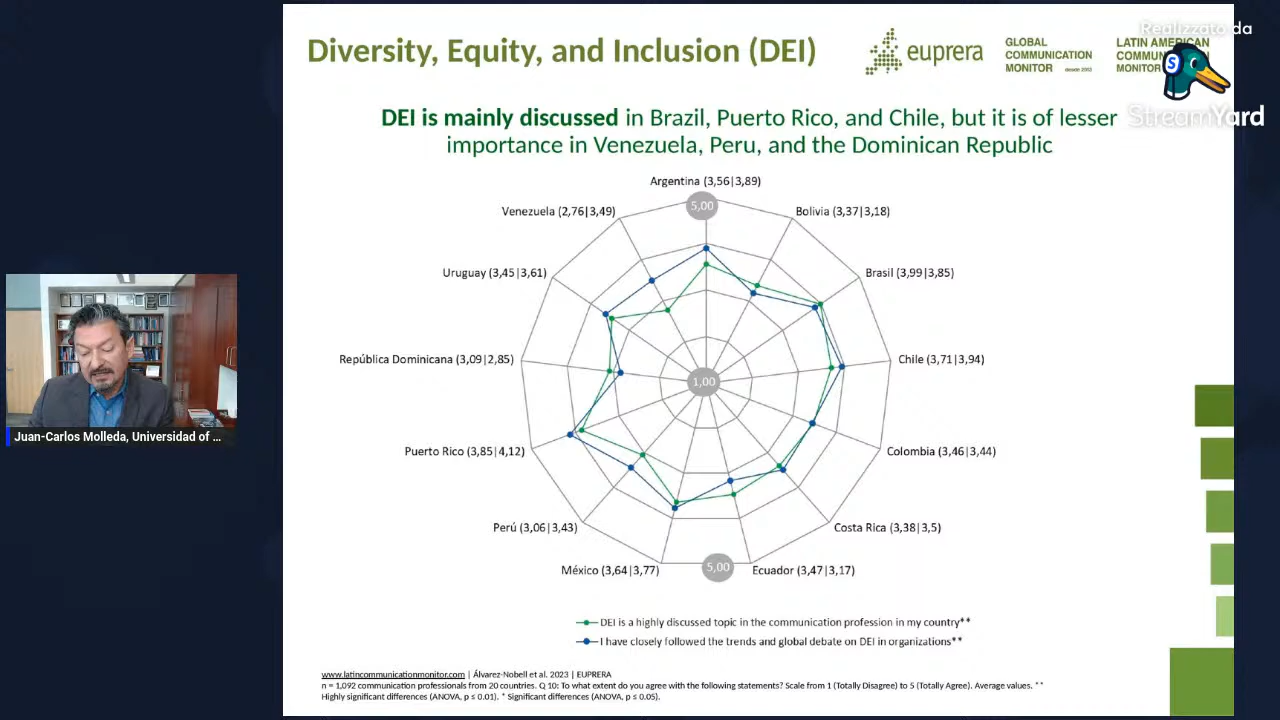 Diversity, Equity, and Inclusion (DEI)
euprera
GLOBAL
COMMUNICATION
MONITOR desde 2011
LATIN AMERICAN
COMMUN
MONITOR
Realizzato da
S
StreamYard
DEI is mainly discussed in Brazil, Puerto Rico, and Chile, but it is of lesser
importance in Venezuela, Peru, and the Dominican Republic
Argentina (3,56|3,89)
5,00
Venezuela (2,76|3,49)
Bolivia (3,37|3,18)
Uruguay (3,45|3,61)
Brasil (3,99|3,85)
República Dominicana (3,09|2,85)
Chile (3,71|3,94)
1,00
Puerto Rico (3,85|4,12)
Colombia (3,46|3,44)
Perú (3,06|3,43)
Costa Rica (3,38|3,5)
México (3,64|3,77)
5,00
Ecuador (3,47|3,17)
DEI is a highly discussed topic in the communication profession in my country**
I have closely followed the trends and global debate on DEI in organizations**
Juan-Carlos Molleda, Universidad of ...
www.latincommunicationmonitor.com | Álvarez-Nobell et al. 2023 | EUPRERA
n = 1,092 communication professionals from 20 countries. Q 10: To what extent do you agree with the following statements? Scale from 1 (Totally Disagree) to 5 (Totally Agree). Average values. **
Highly significant differences (ANOVA, p ≤ 0.01). * Significant differences (ANOVA, p ≤ 0.05).